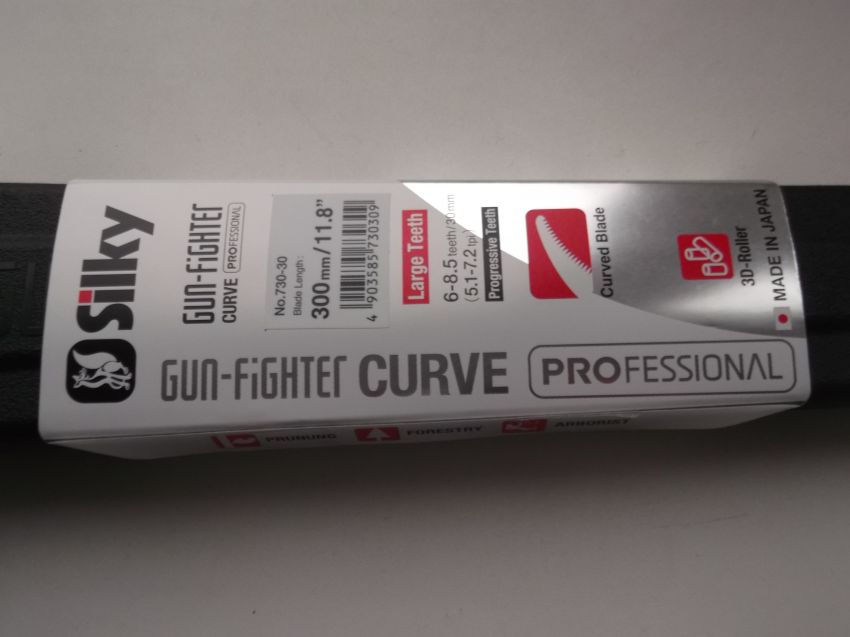 Silky
GUN-FiGHTER
CURVE PROFESSIONAL
No.730-30
Blade Length :
300mm/11.8"
4 903585 730309
Large Teeth
6-8.5 teeth/30mm
(5.1-7.2 tpi)
Progressive Teeth
Curved Blade
3D-Roller
MADE IN JAPAN
GUN-FiGHTER CURVE PROFESSIONAL
PRUNUNG FORESTRY ARBORIST